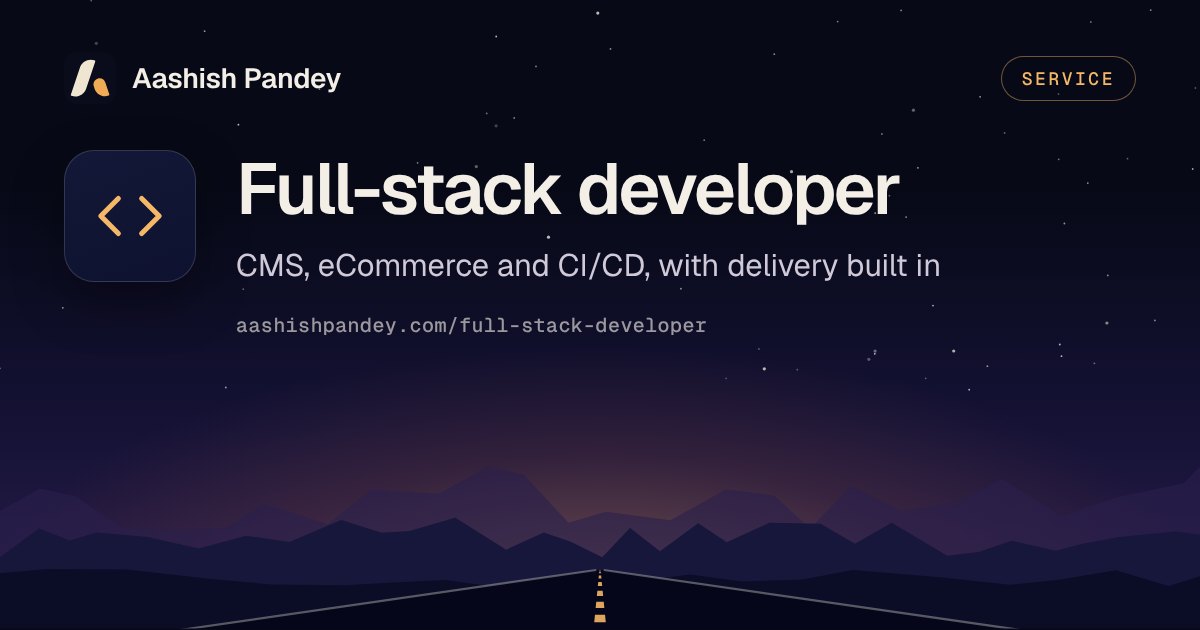 Aashish Pandey
SERVICE
Full-stack developer
CMS, eCommerce and CI/CD, with delivery built in
aashishpandey.com/full-stack-developer